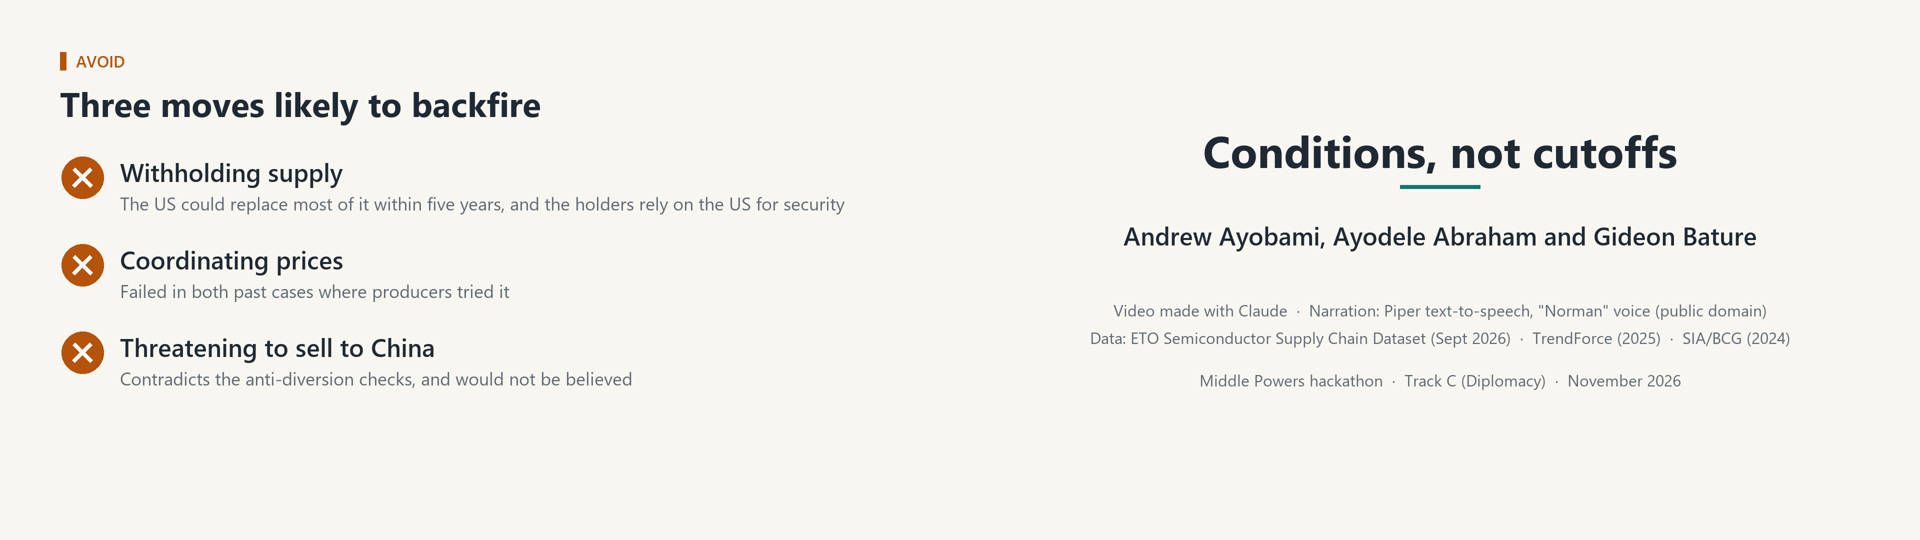 AVOID
Three moves likely to backfire
Withholding supply
The US could replace most of it within five years, and the holders rely on the US for security
Coordinating prices
Failed in both past cases where producers tried it
Threatening to sell to China
Contradicts the anti-diversion checks, and would not be believed
Conditions, not cutoffs
Andrew Ayobami, Ayodele Abraham and Gideon Bature
Video made with Claude · Narration: Piper text-to-speech, "Norman" voice (public domain)
Data: ETO Semiconductor Supply Chain Dataset (Sept 2026) · TrendForce (2025) · SIA/BCG (2024)
Middle Powers hackathon · Track C (Diplomacy) · November 2026